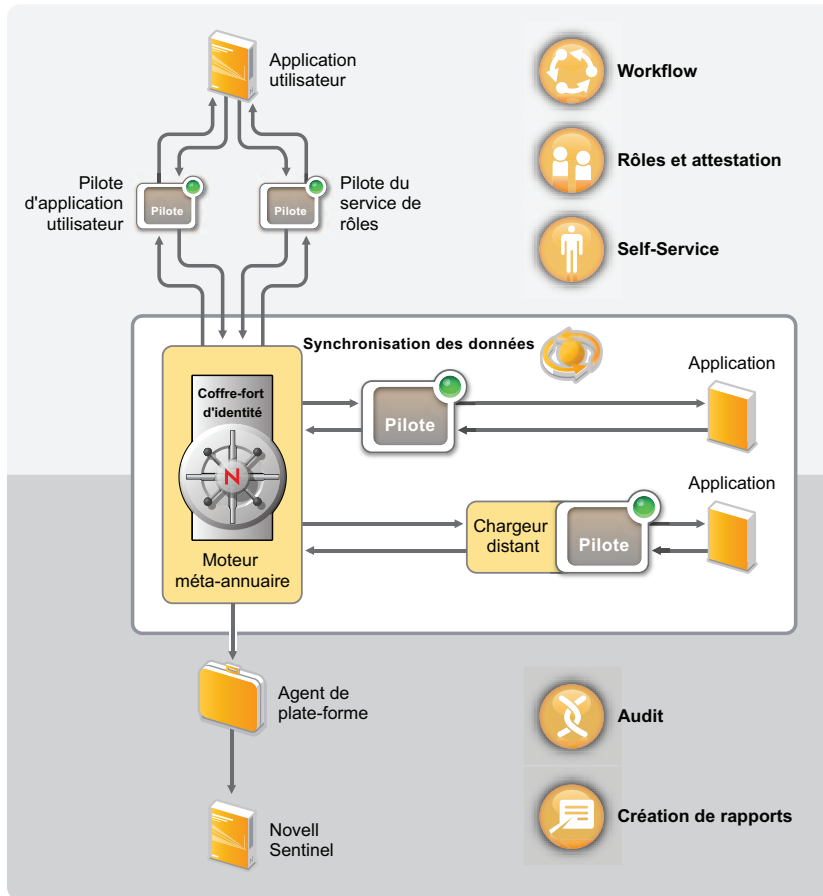 Application
utilisateur
Workflow
Rôles et attestation
Pilote
d'application
utilisateur
Pilote
Pilote
Pilote du
service de
rôles
Self-Service
Synchronisation des données
Coffre-fort
d'identité
N
Moteur
méta-annuaire
Pilote
Application
Chargeur
distant
Pilote
Application
Agent de
plate-forme
Audit
Novell
Sentinel
Création de rapports